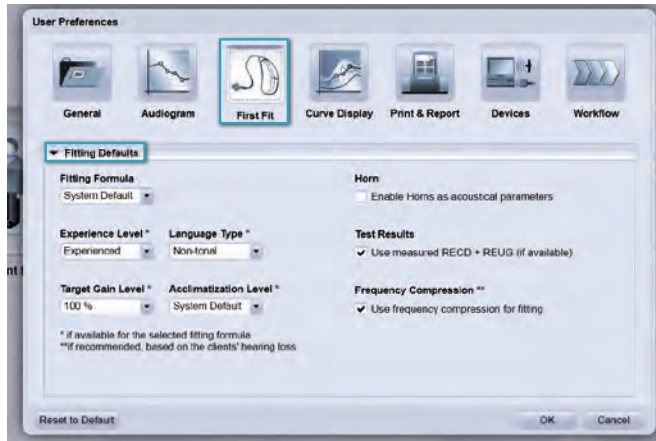 User Preferences
General Audiogram First Fit Curve Display Print & Report Devices Workflow
Fitting Defaults
Fitting Formula
System Default
Horn
Enable Horns as acoustical parameters
Experience Level *
Experienced
Language Type *
Non-tonal
Test Results
Use measured RECD + REUG (if available)
Target Gain Level *
100 %
Acclimatization Level *
System Default
Frequency Compression **
Use frequency compression for fitting
* if available for the selected fitting formula
**if recommended, based on the clients' hearing loss
Reset to Default OK Cancel